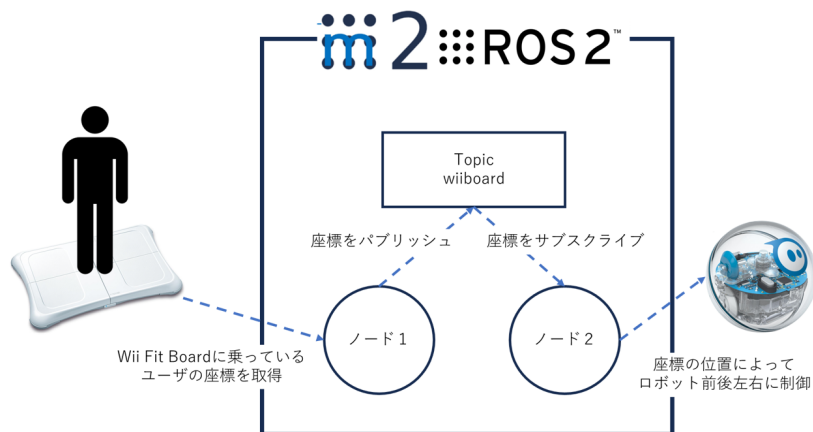 m2 ROS 2™
Topic
wiiboard
座標をパブリッシュ
座標をサブスクライブ
ノード1
ノード2
Wii Fit Boardに乗っている
ユーザの座標を取得
座標の位置によって
ロボット前後左右に制御